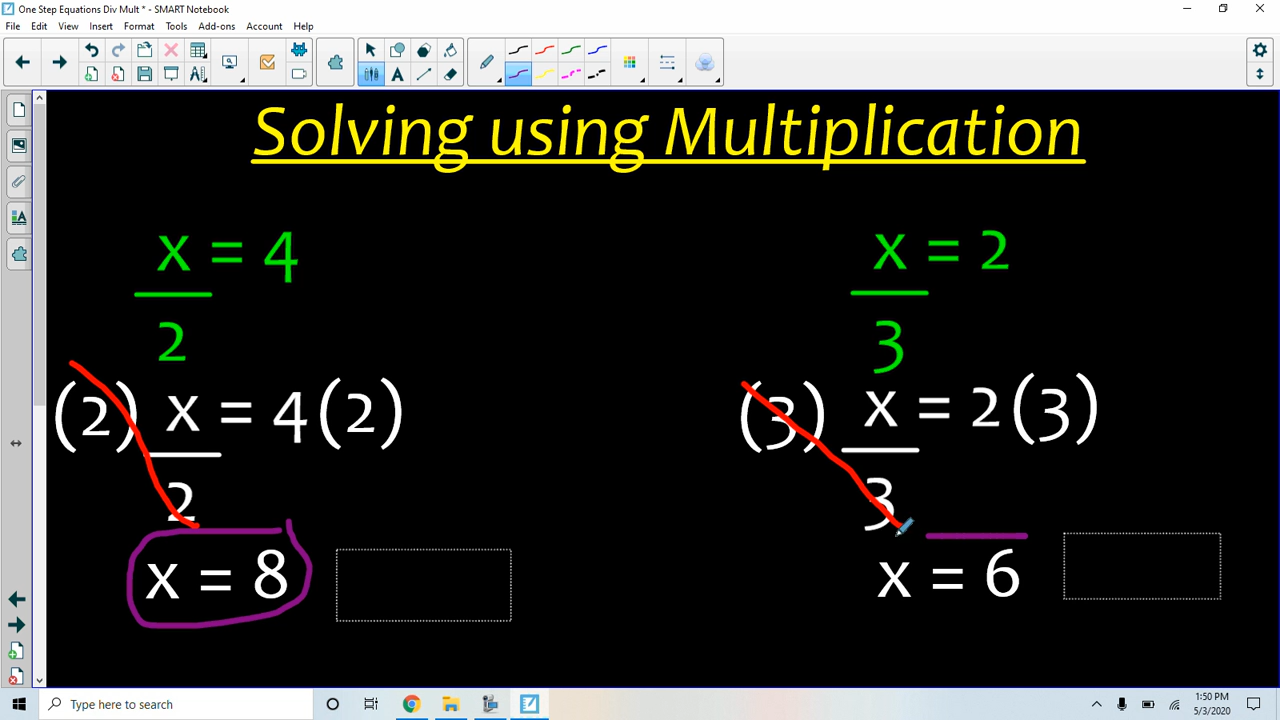 One Step Equations Div Mult * - SMART Notebook
File Edit View Insert Format Tools Add-ons Account Help
Solving using Multiplication
x = 4
2
(2) x = 4(2)
2
x = 8
x = 2
3
(3) x = 2(3)
3
x = 6
Type here to search
1:50 PM
5/3/2020